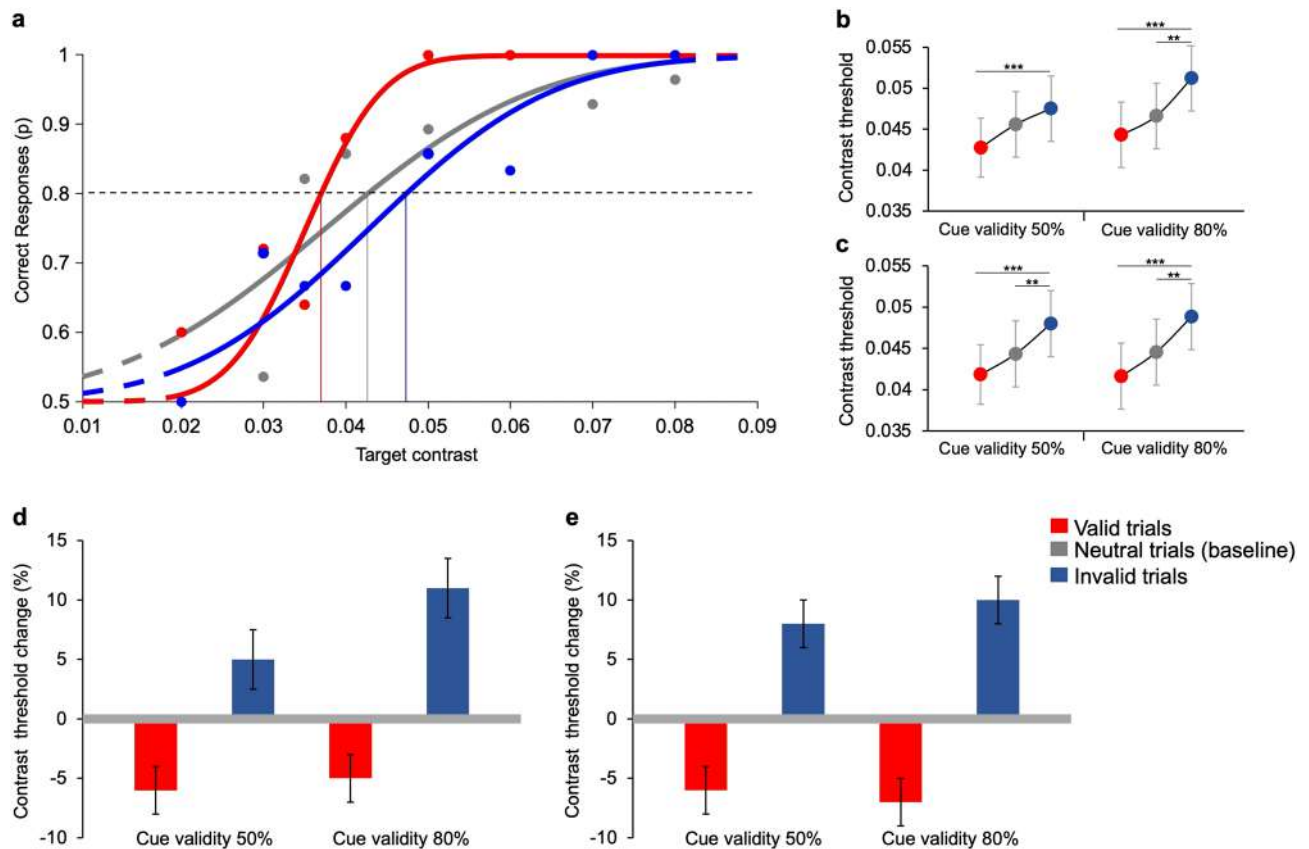 a
Correct Responses (p)
1
0.9
0.8
0.7
0.6
0.5
0.01 0.02 0.03 0.04 0.05 0.06 0.07 0.08 0.09
Target contrast
b
Contrast threshold
0.055
0.05
0.045
0.04
0.035
***
***
**
Cue validity 50% Cue validity 80%
c
Contrast threshold
0.055
0.05
0.045
0.04
0.035
***
**
***
**
Cue validity 50% Cue validity 80%
d
Contrast threshold change (%)
15
10
5
0
-5
-10
Cue validity 50% Cue validity 80%
e
Contrast threshold change (%)
15
10
5
0
-5
-10
Cue validity 50% Cue validity 80%
Valid trials
Neutral trials (baseline)
Invalid trials